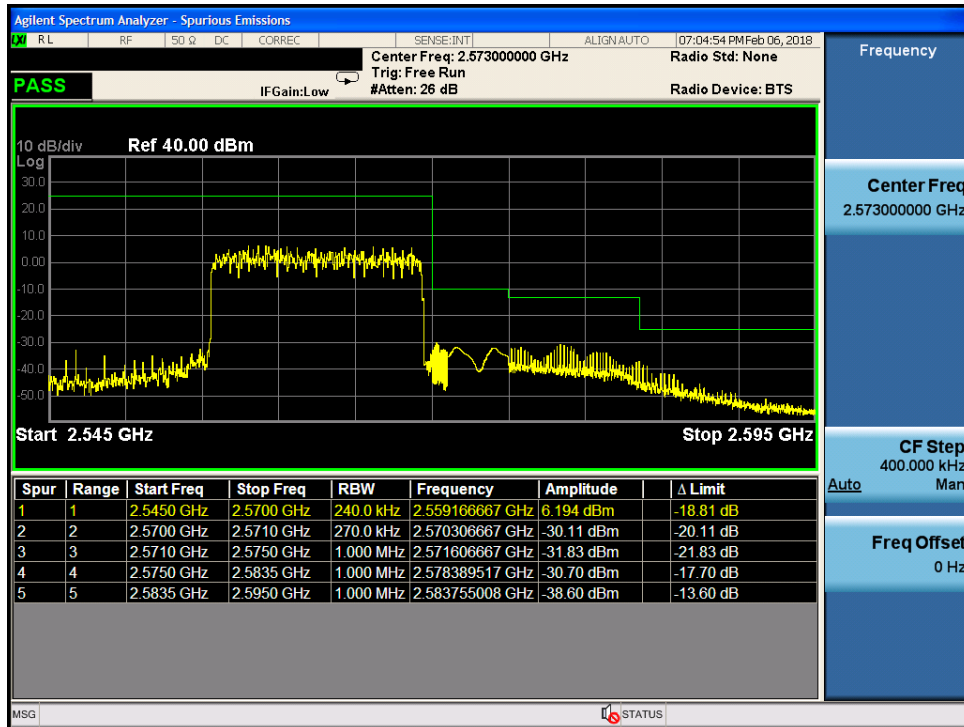 Agilent Spectrum Analyzer - Spurious Emissions
LXI RL RF 50 Ω DC CORREC SENSE:INT ALIGN AUTO 07:04:54 PM Feb 06, 2018
Center Freq: 2.573000000 GHz Radio Std: None
Trig: Free Run
PASS IFGain:Low #Atten: 26 dB Radio Device: BTS
10 dB/div Ref 40.00 dBm
Log
30.0
20.0
10.0
0.00
-10.0
-20.0
-30.0
-40.0
-50.0
Start 2.545 GHz Stop 2.595 GHz
Spur Range Start Freq Stop Freq RBW Frequency Amplitude Δ Limit
1 1 2.5450 GHz 2.5700 GHz 240.0 kHz 2.559166667 GHz 6.194 dBm -18.81 dB
2 2 2.5700 GHz 2.5710 GHz 270.0 kHz 2.570306667 GHz -30.11 dBm -20.11 dB
3 3 2.5710 GHz 2.5750 GHz 1.000 MHz 2.571606667 GHz -31.83 dBm -21.83 dB
4 4 2.5750 GHz 2.5835 GHz 1.000 MHz 2.578389517 GHz -30.70 dBm -17.70 dB
5 5 2.5835 GHz 2.5950 GHz 1.000 MHz 2.583755008 GHz -38.60 dBm -13.60 dB
MSG STATUS
Frequency
Center Freq
2.573000000 GHz
CF Step
400.000 kHz
Auto Man
Freq Offset
0 Hz